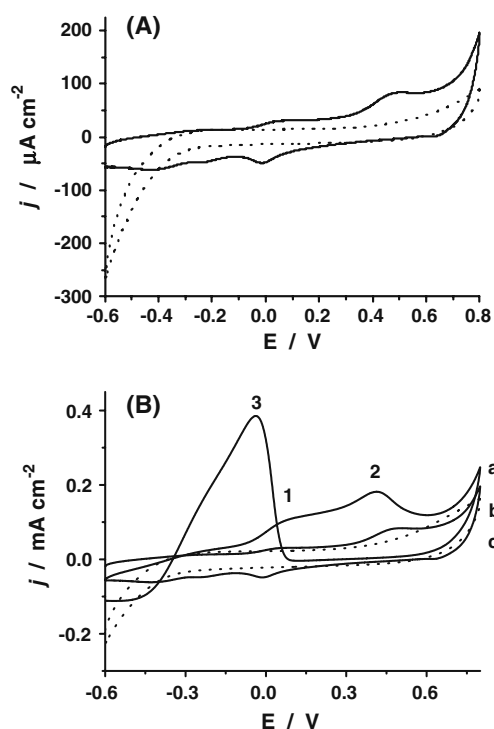 (A)
200
100
0
-100
-200
-300
j / μA cm⁻²
-0.6 -0.4 -0.2 0.0 0.2 0.4 0.6 0.8
E / V
(B)
3
1
2
a
b
c
0.4
0.2
0.0
-0.2
j / mA cm⁻²
-0.6 -0.3 0.0 0.3 0.6
E / V